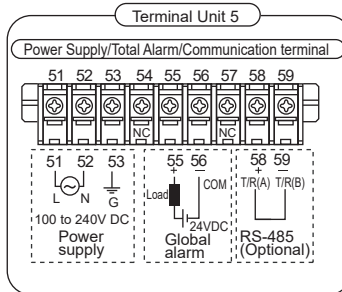 Terminal Unit 5
Power Supply/Total Alarm/Communication terminal
51 52 53 54 55 56 57 58 59
NC NC
51 52 53 55 56 58 59
+ − + −
L N G Load COM T/R(A) T/R(B)
100 to 240V DC 24VDC
Power supply
Global alarm
RS-485
(Optional)